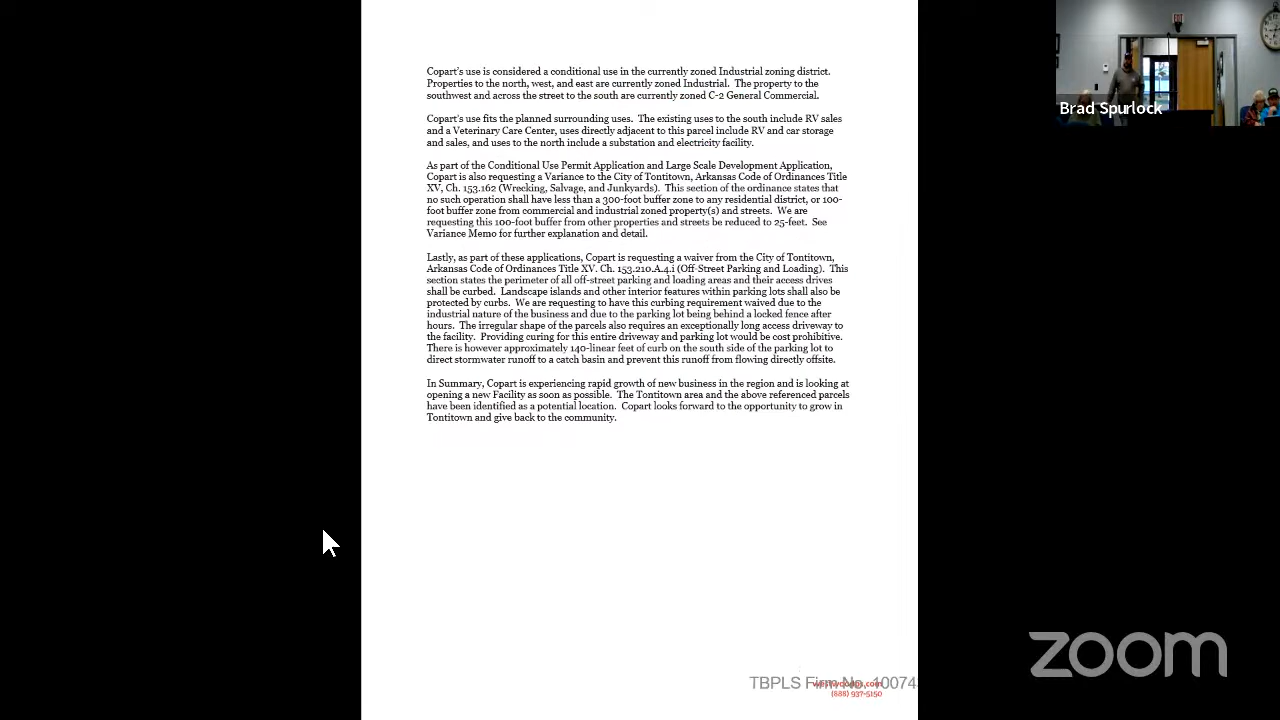 Copart's use is considered a conditional use in the currently zoned Industrial zoning district.
Properties to the north, west, and east are currently zoned Industrial. The property to the
southwest and across the street to the south are currently zoned C-2 General Commercial.
Copart's use fits the planned surrounding uses. The existing uses to the south include RV sales
and a Veterinary Care Center, uses directly adjacent to this parcel include RV and car storage
and sales, and uses to the north include a substation and electricity facility.
As part of the Conditional Use Permit Application and Large Scale Development Application,
Copart is also requesting a Variance to the City of Tontitown, Arkansas Code of Ordinances Title
XV, Ch. 153.162 (Wrecking, Salvage, and Junkyards). This section of the ordinance states that
no such operation shall have less than a 300-foot buffer zone to any residential district, or 100-
foot buffer zone from commercial and industrial zoned property(s) and streets. We are
requesting this 100-foot buffer from other properties and streets be reduced to 25-feet. See
Variance Memo for further explanation and detail.
Lastly, as part of these applications, Copart is requesting a waiver from the City of Tontitown,
Arkansas Code of Ordinances Title XV. Ch. 153.210.A.4.i (Off-Street Parking and Loading). This
section states the perimeter of all off-street parking and loading areas and their access drives
shall be curbed. Landscape islands and other interior features within parking lots shall also be
protected by curbs. We are requesting to have this curbing requirement waived due to the
industrial nature of the business and due to the parking lot being behind a locked fence after
hours. The irregular shape of the parcels also requires an exceptionally long access driveway to
the facility. Providing curing for this entire driveway and parking lot would be cost prohibitive.
There is however approximately 140-linear feet of curb on the south side of the parking lot to
direct stormwater runoff to a catch basin and prevent this runoff from flowing directly offsite.
In Summary, Copart is experiencing rapid growth of new business in the region and is looking at
opening a new Facility as soon as possible. The Tontitown area and the above referenced parcels
have been identified as a potential location. Copart looks forward to the opportunity to grow in
Tontitown and give back to the community.
TBPLS Firm No. 10074
westwoodps.com
(888) 937-5150
Brad Spurlock
zoom